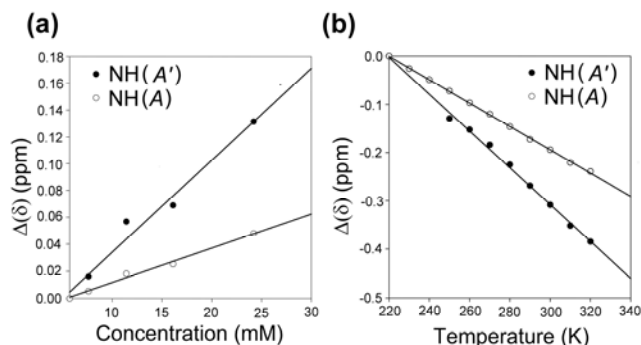 (a)
NH(A')
NH(A)
0.18
0.16
0.14
0.12
0.10
0.08
0.06
0.04
0.02
0.00
10
15
20
25
30
Δ(δ) (ppm)
Concentration (mM)
(b)
NH(A')
NH(A)
0.0
-0.1
-0.2
-0.3
-0.4
-0.5
220
240
260
280
300
320
340
Δ(δ) (ppm)
Temperature (K)